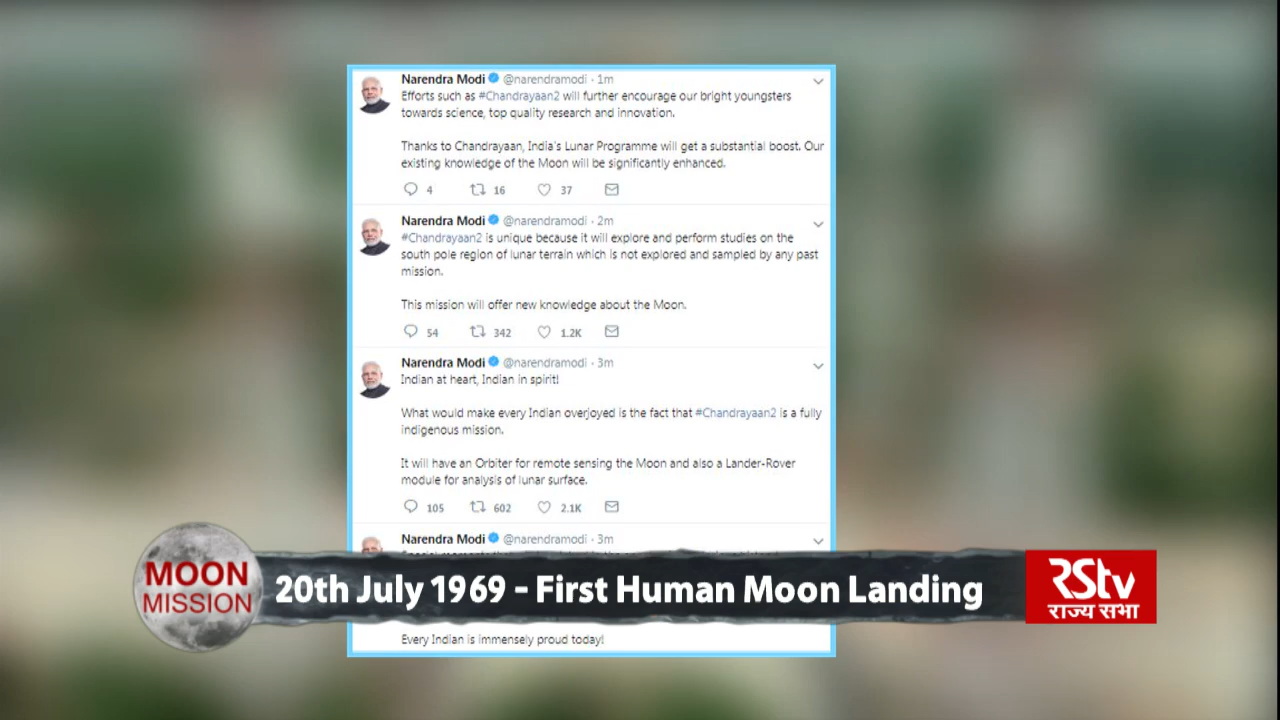 Narendra Modi @narendramodi · 1m
Efforts such as #Chandrayaan2 will further encourage our bright youngsters
towards science, top quality research and innovation.
Thanks to Chandrayaan, India's Lunar Programme will get a substantial boost. Our
existing knowledge of the Moon will be significantly enhanced.
4 16 37
Narendra Modi @narendramodi · 2m
#Chandrayaan2 is unique because it will explore and perform studies on the
south pole region of lunar terrain which is not explored and sampled by any past
mission.
This mission will offer new knowledge about the Moon.
54 342 1.2K
Narendra Modi @narendramodi · 3m
Indian at heart, Indian in spirit!
What would make every Indian overjoyed is the fact that #Chandrayaan2 is a fully
indigenous mission.
It will have an Orbiter for remote sensing the Moon and also a Lander-Rover
module for analysis of lunar surface.
105 602 2.1K
Narendra Modi @narendramodi · 3m
MOON
MISSION
20th July 1969 - First Human Moon Landing
RSTV
राज्य सभा
Every Indian is immensely proud today!